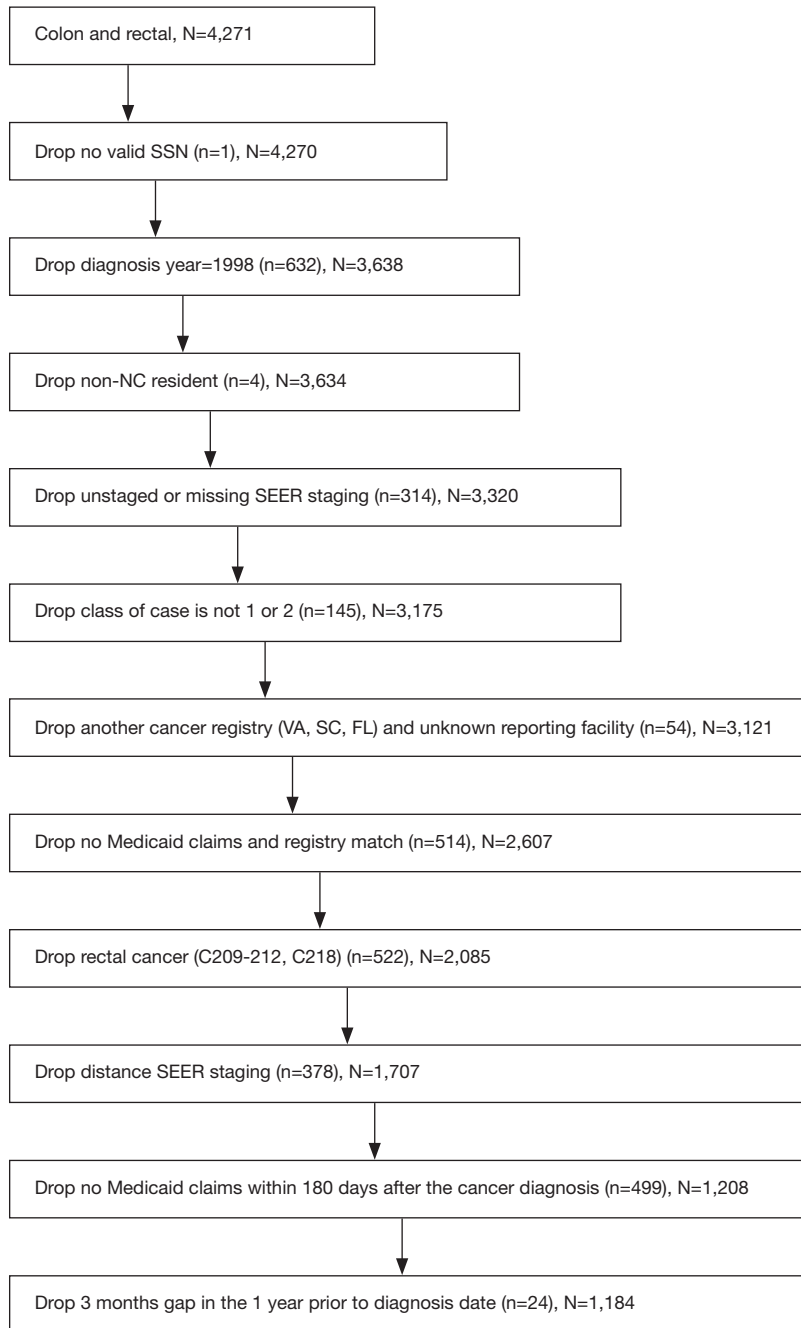 Colon and rectal, N=4,271
Drop no valid SSN (n=1), N=4,270
Drop diagnosis year=1998 (n=632), N=3,638
Drop non-NC resident (n=4), N=3,634
Drop unstaged or missing SEER staging (n=314), N=3,320
Drop class of case is not 1 or 2 (n=145), N=3,175
Drop another cancer registry (VA, SC, FL) and unknown reporting facility (n=54), N=3,121
Drop no Medicaid claims and registry match (n=514), N=2,607
Drop rectal cancer (C209-212, C218) (n=522), N=2,085
Drop distance SEER staging (n=378), N=1,707
Drop no Medicaid claims within 180 days after the cancer diagnosis (n=499), N=1,208
Drop 3 months gap in the 1 year prior to diagnosis date (n=24), N=1,184